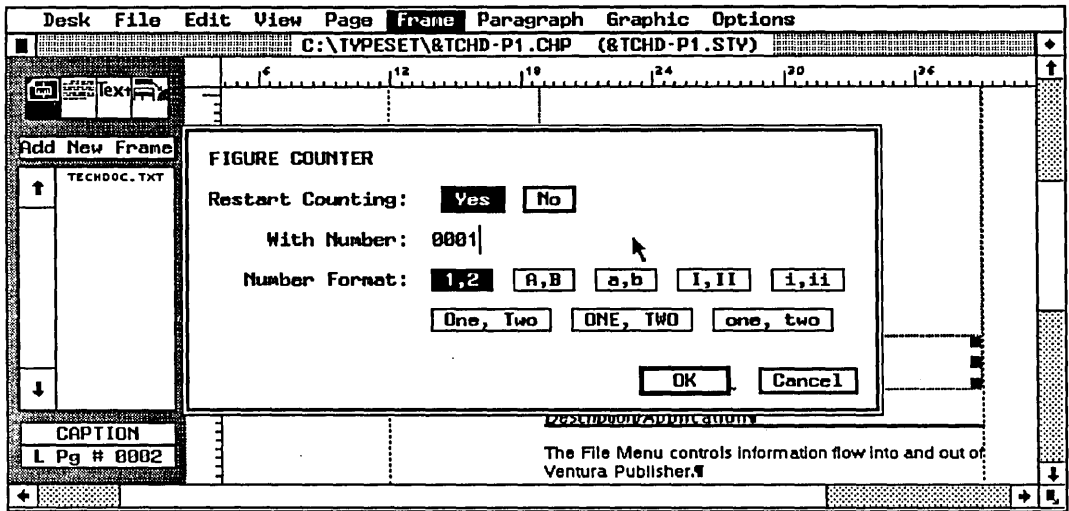 Desk File Edit View Page Frame Paragraph Graphic Options
C:\TYPESET\&TCHD-P1.CHP (&TCHD-P1.STY)
6 12 18 24 30 36
Text
Add New Frame
TECHDOC.TXT
FIGURE COUNTER
Restart Counting: Yes No
With Number: 0001
Number Format: 1,2 A,B a,b I,II i,ii
One, Two ONE, TWO one, two
OK Cancel
Description/Application¶
CAPTION
L Pg # 0002
The File Menu controls information flow into and out of
Ventura Publisher.¶